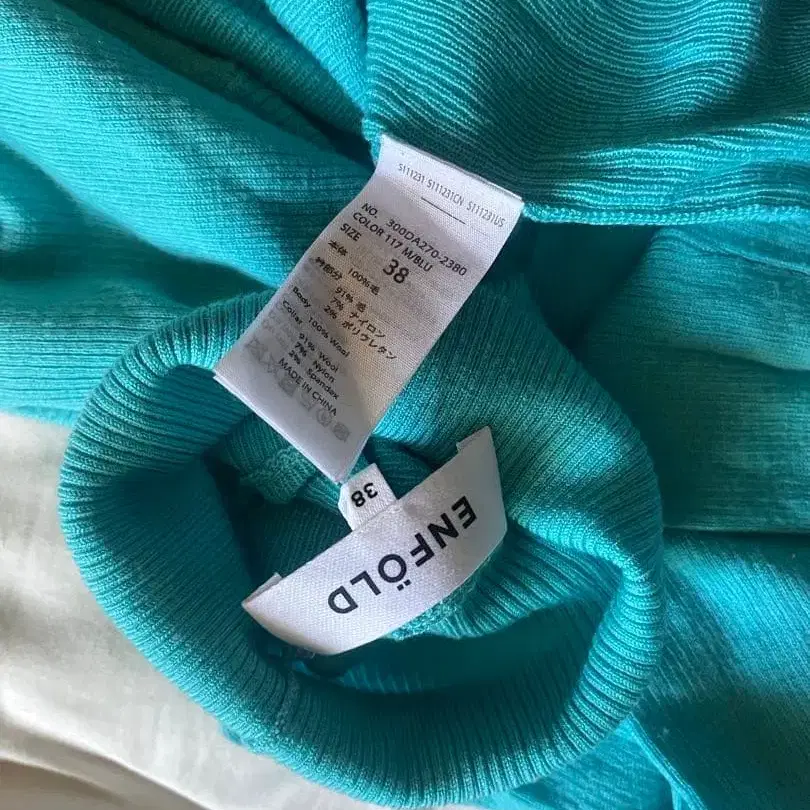 S111231 S111231CN S111231US
NO. 300DA270-2380
COLOR 117 M/BLU
SIZE
38
本体
100%毛
衿部分
91% 毛
7% ナイロン
2% ポリウレタン
Body
100% Wool
Collar
91% Wool
7% Nylon
2% Spandex
MADE IN CHINA
38
ENFÖLD